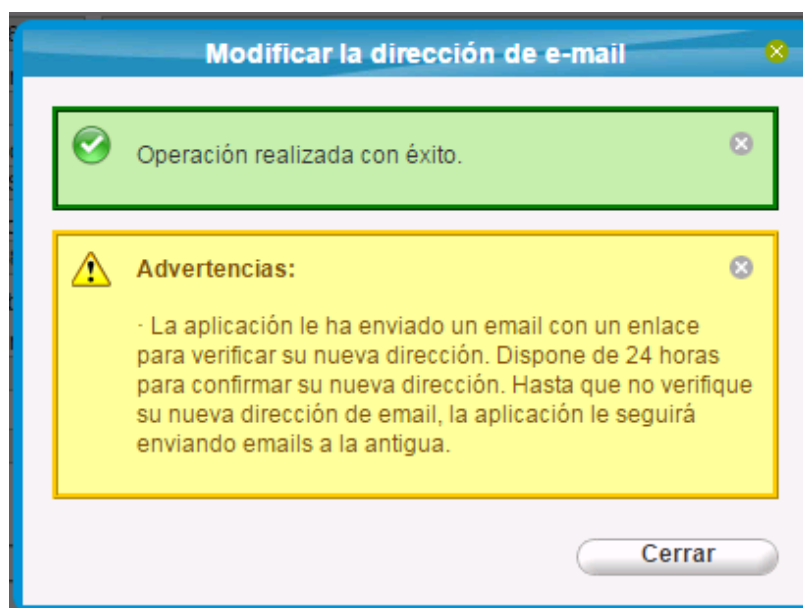 Modificar la dirección de e-mail
Operación realizada con éxito.
Advertencias:
· La aplicación le ha enviado un email con un enlace
para verificar su nueva dirección. Dispone de 24 horas
para confirmar su nueva dirección. Hasta que no verifique
su nueva dirección de email, la aplicación le seguirá
enviando emails a la antigua.
Cerrar